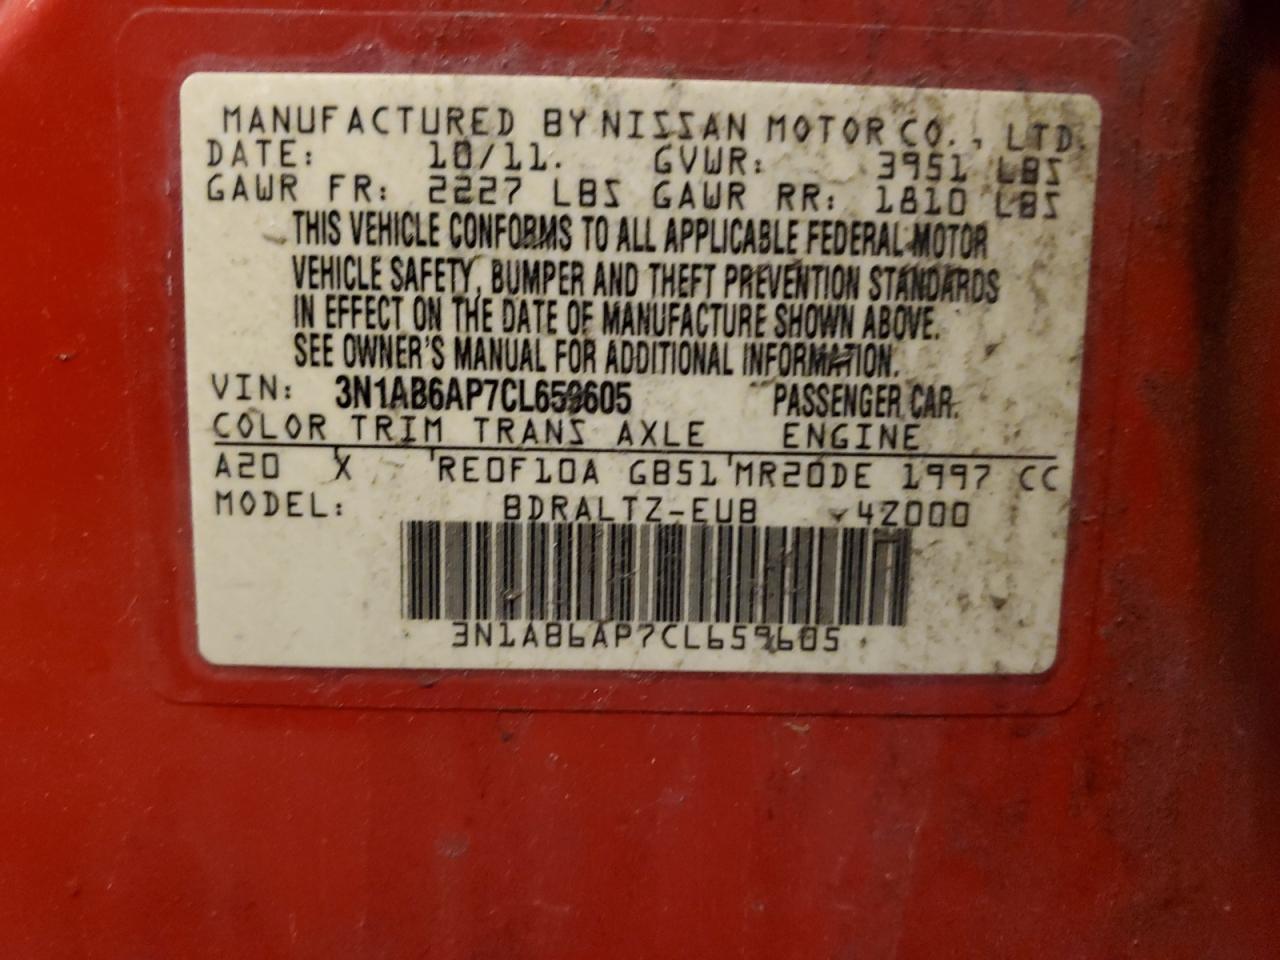 MANUFACTURED BY NISSAN MOTOR CO., LTD.
DATE: 10/11. GVWR: 3951 LBS
GAWR FR: 2227 LBS GAWR RR: 1810 LBS
THIS VEHICLE CONFORMS TO ALL APPLICABLE FEDERAL MOTOR
VEHICLE SAFETY, BUMPER AND THEFT PREVENTION STANDARDS
IN EFFECT ON THE DATE OF MANUFACTURE SHOWN ABOVE.
SEE OWNER'S MANUAL FOR ADDITIONAL INFORMATION.
VIN: 3N1AB6AP7CL659605 PASSENGER CAR.
COLOR TRIM TRANS AXLE ENGINE
A20 X RE0F10A GB51 MR20DE 1997 CC
MODEL: BDRALTZ-EUB 4Z000
3N1AB6AP7CL659605